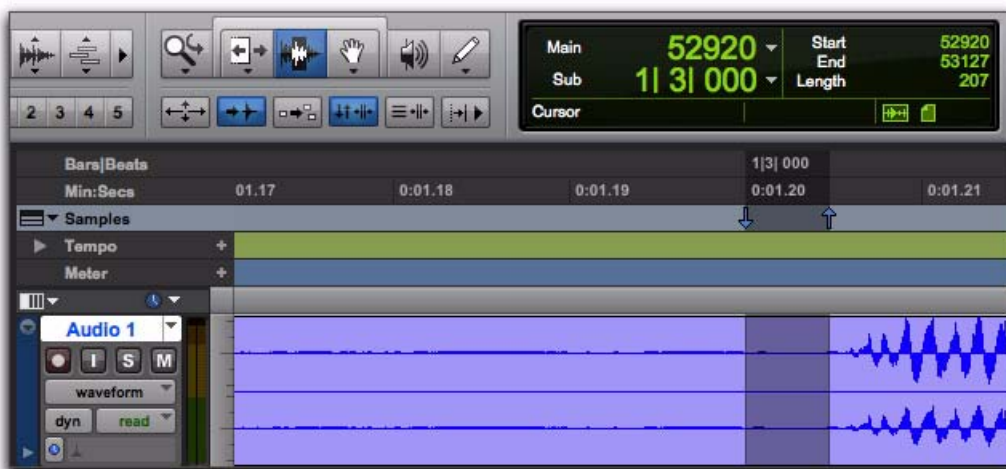 Main 52920
Sub 1| 3| 000
Start 52920
End 53127
Length 207
Cursor
2 3 4 5
Bars|Beats 1|3| 000
Min:Secs 01.17 0:01.18 0:01.19 0:01.20 0:01.21
Samples
Tempo +
Meter +
Audio 1
I S M
waveform
dyn read